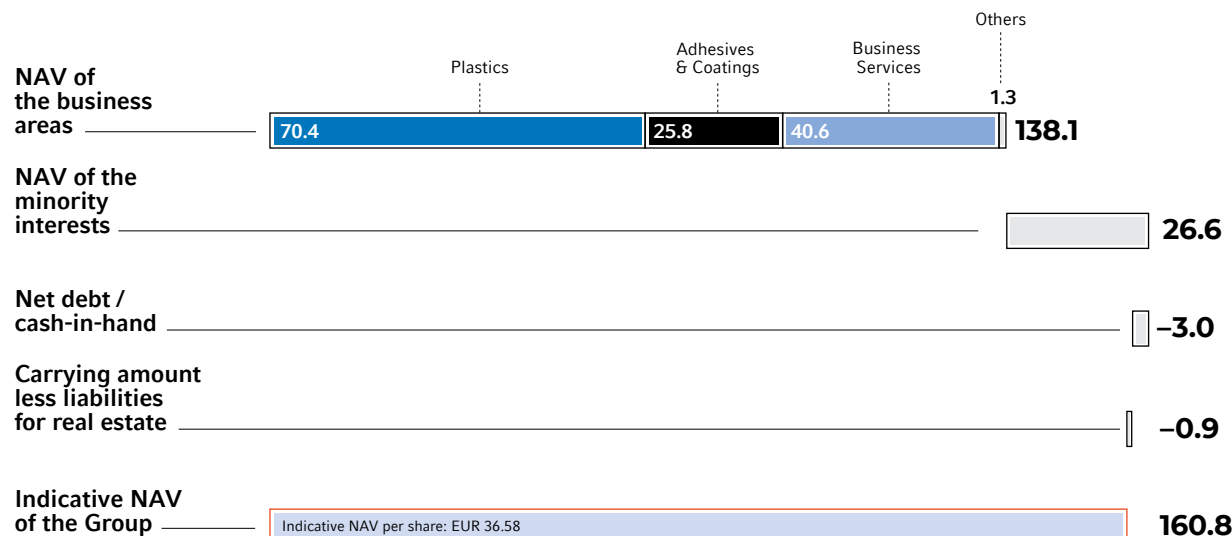 Others
Plastics
Adhesives
& Coatings
Business
Services
NAV of
the business
areas
1.3
70.4
25.8
40.6
138.1
NAV of the
minority
interests
26.6
Net debt /
cash-in-hand
–3.0
Carrying amount
less liabilities
for real estate
–0.9
Indicative NAV
of the Group
Indicative NAV per share: EUR 36.58
160.8